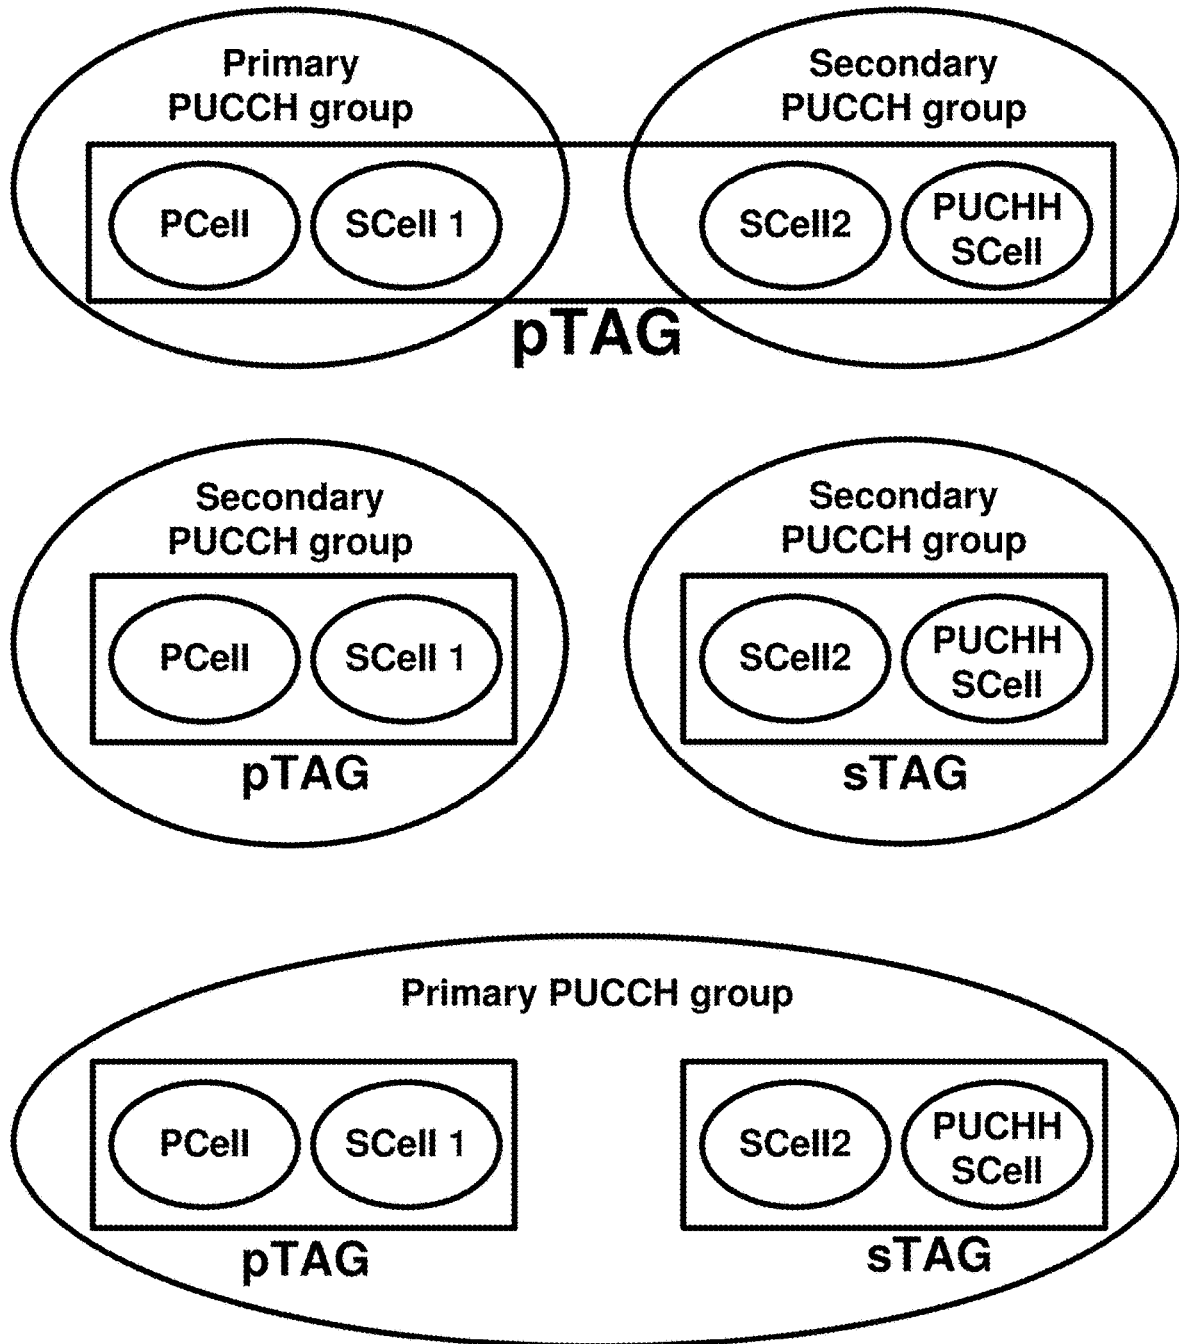 Primary
PUCCH group
Secondary
PUCCH group
PCell
SCell 1
SCell2
PUCHH
SCell
pTAG
Secondary
PUCCH group
Secondary
PUCCH group
PCell
SCell 1
SCell2
PUCHH
SCell
pTAG
sTAG
Primary PUCCH group
PCell
SCell 1
SCell2
PUCHH
SCell
pTAG
sTAG